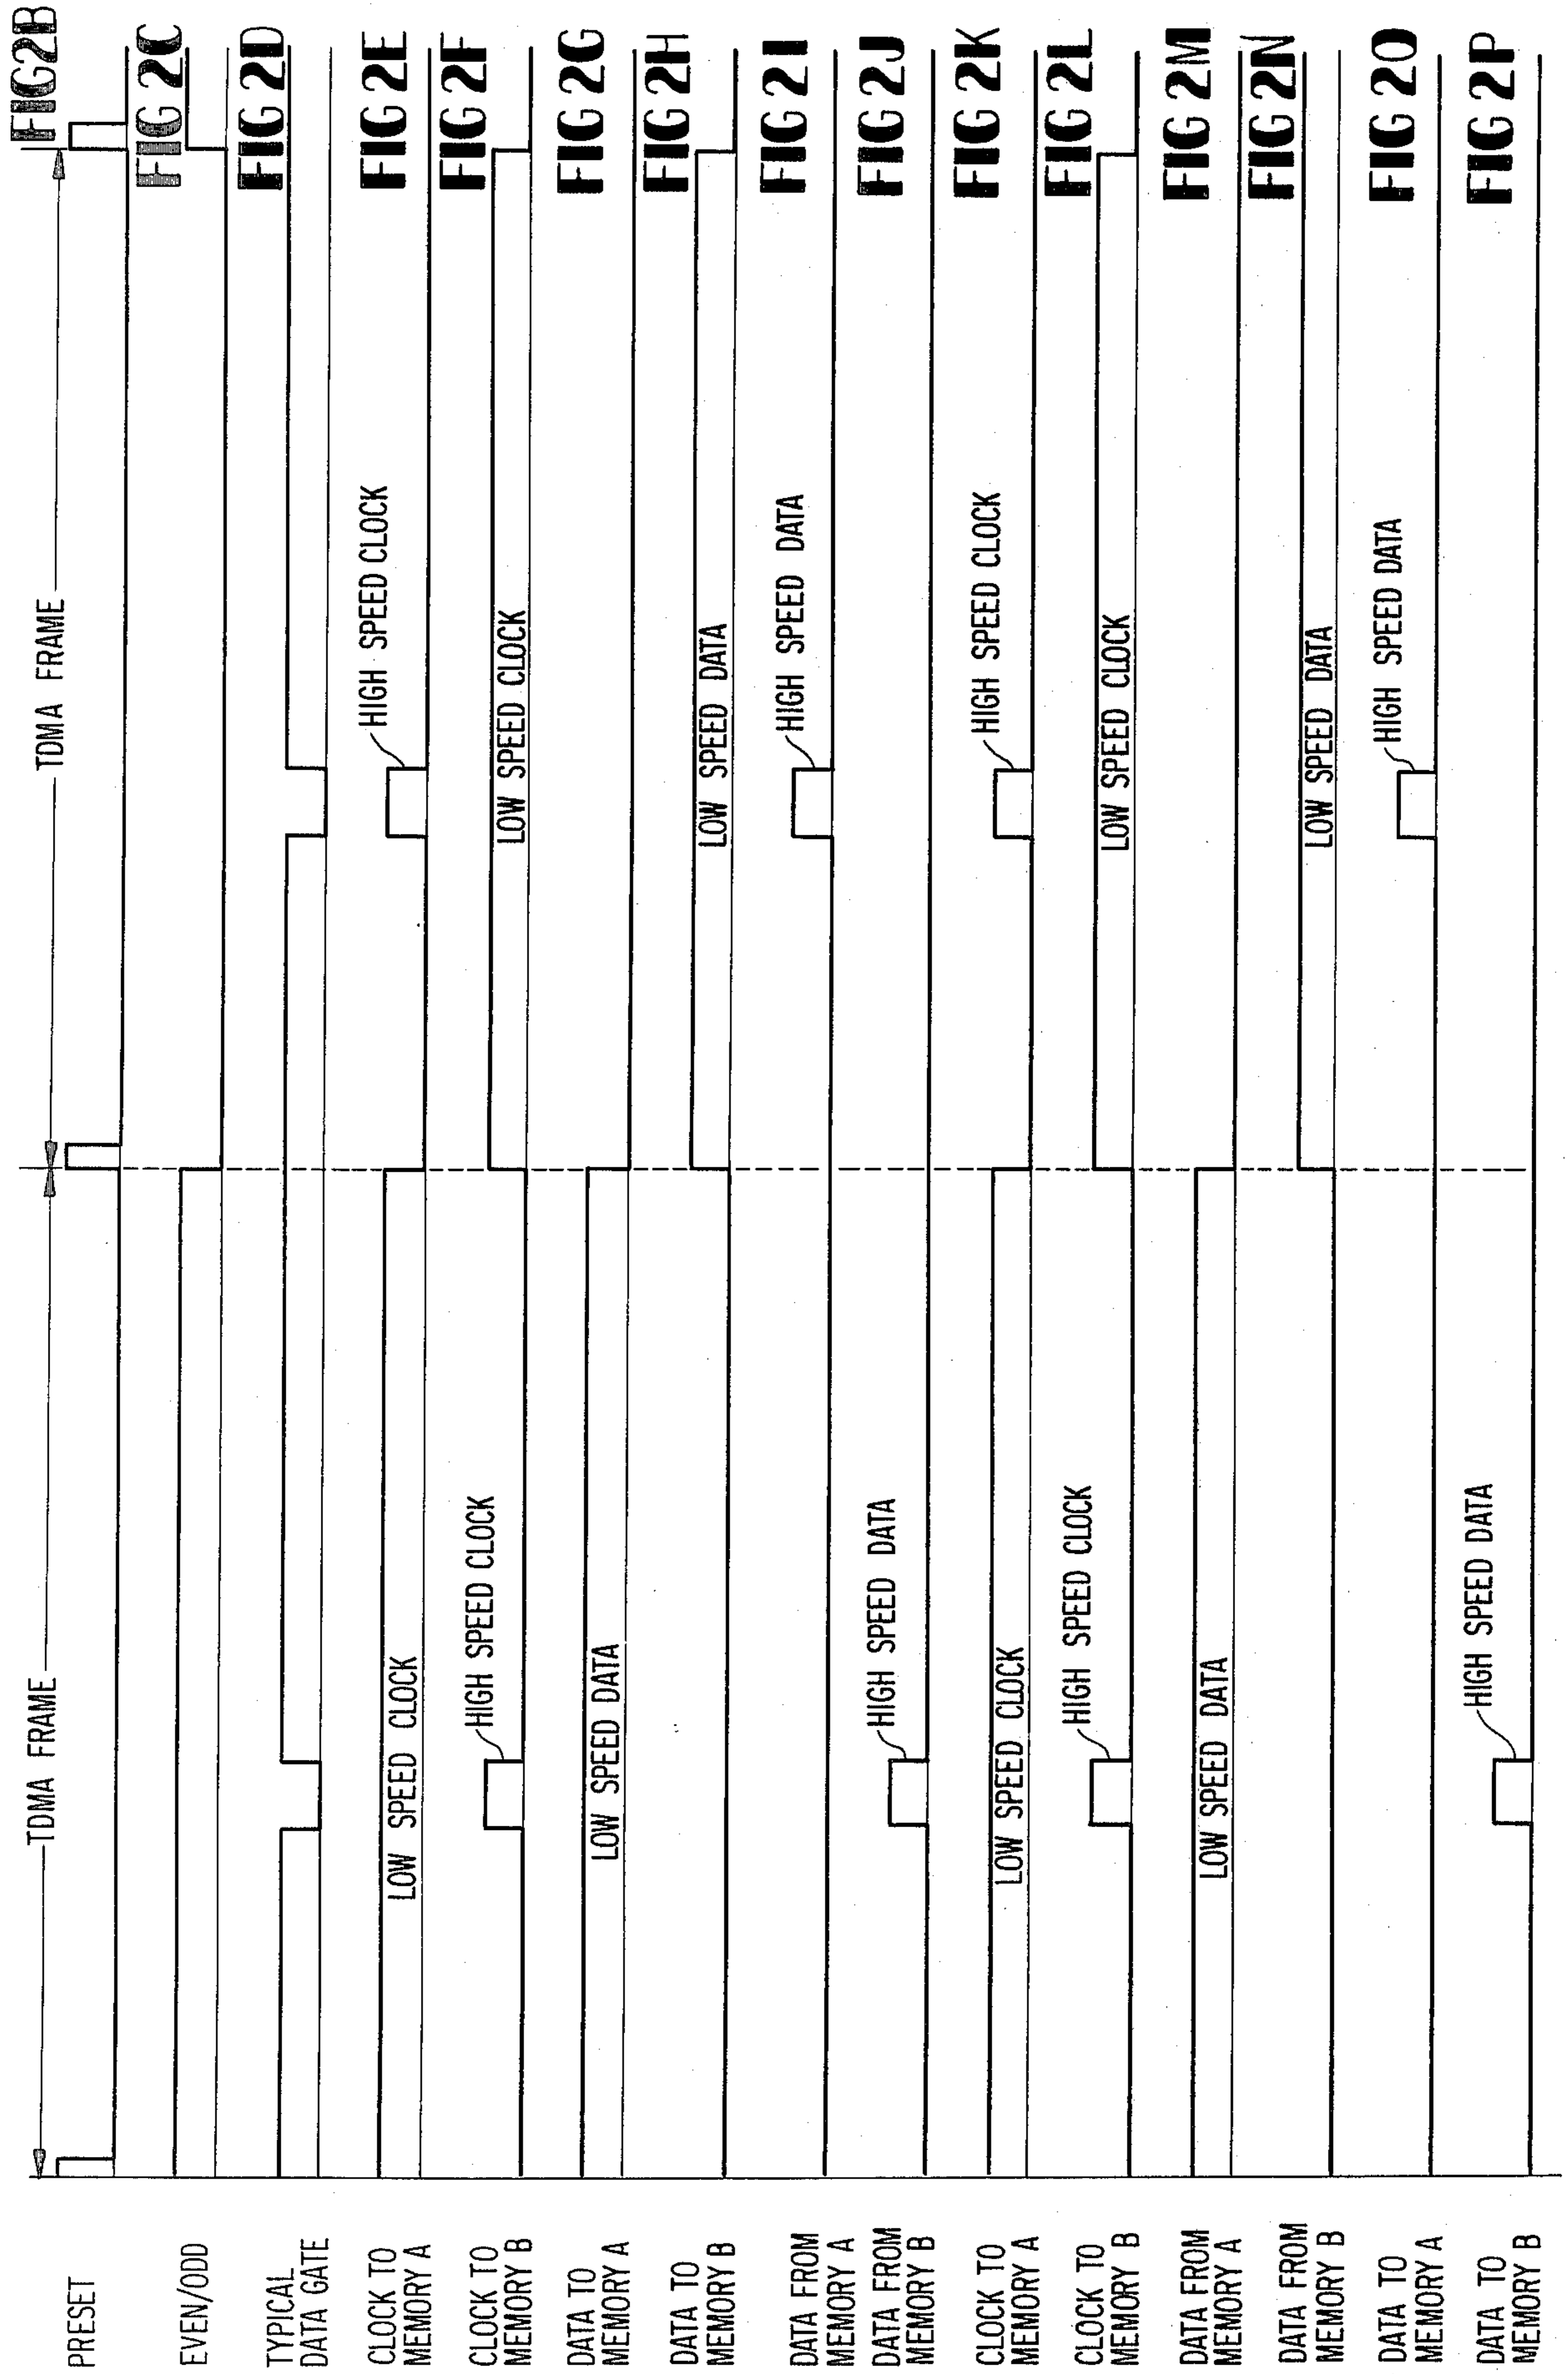 TDMA FRAME
TDMA FRAME
PRESET
FIG2B
EVEN/ODD
FIG 2C
TYPICAL
DATA GATE
FIG 2D
CLOCK TO
MEMORY A
LOW SPEED CLOCK
HIGH SPEED CLOCK
FIG 2E
CLOCK TO
MEMORY B
HIGH SPEED CLOCK
LOW SPEED CLOCK
FIG 2F
DATA TO
MEMORY A
LOW SPEED DATA
FIG 2G
DATA TO
MEMORY B
LOW SPEED DATA
FIG 2H
DATA FROM
MEMORY A
HIGH SPEED DATA
FIG 2I
DATA FROM
MEMORY B
HIGH SPEED DATA
FIG 2J
CLOCK TO
MEMORY A
LOW SPEED CLOCK
HIGH SPEED CLOCK
FIG 2K
CLOCK TO
MEMORY B
HIGH SPEED CLOCK
LOW SPEED CLOCK
FIG 2L
DATA FROM
MEMORY A
LOW SPEED DATA
FIG 2M
DATA FROM
MEMORY B
LOW SPEED DATA
FIG 2N
DATA TO
MEMORY A
HIGH SPEED DATA
FIG 2O
DATA TO
MEMORY B
HIGH SPEED DATA
FIG 2P